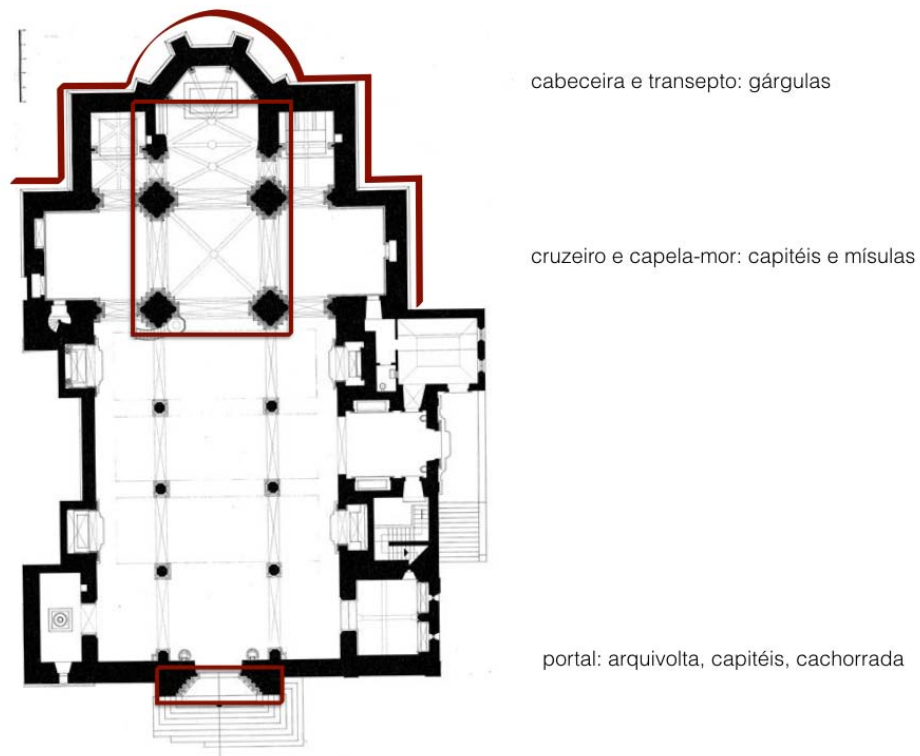 cabeceira e transepto: gárgulas
cruzeiro e capela-mor: capitéis e mísulas
portal: arquivolta, capitéis, cachorrada